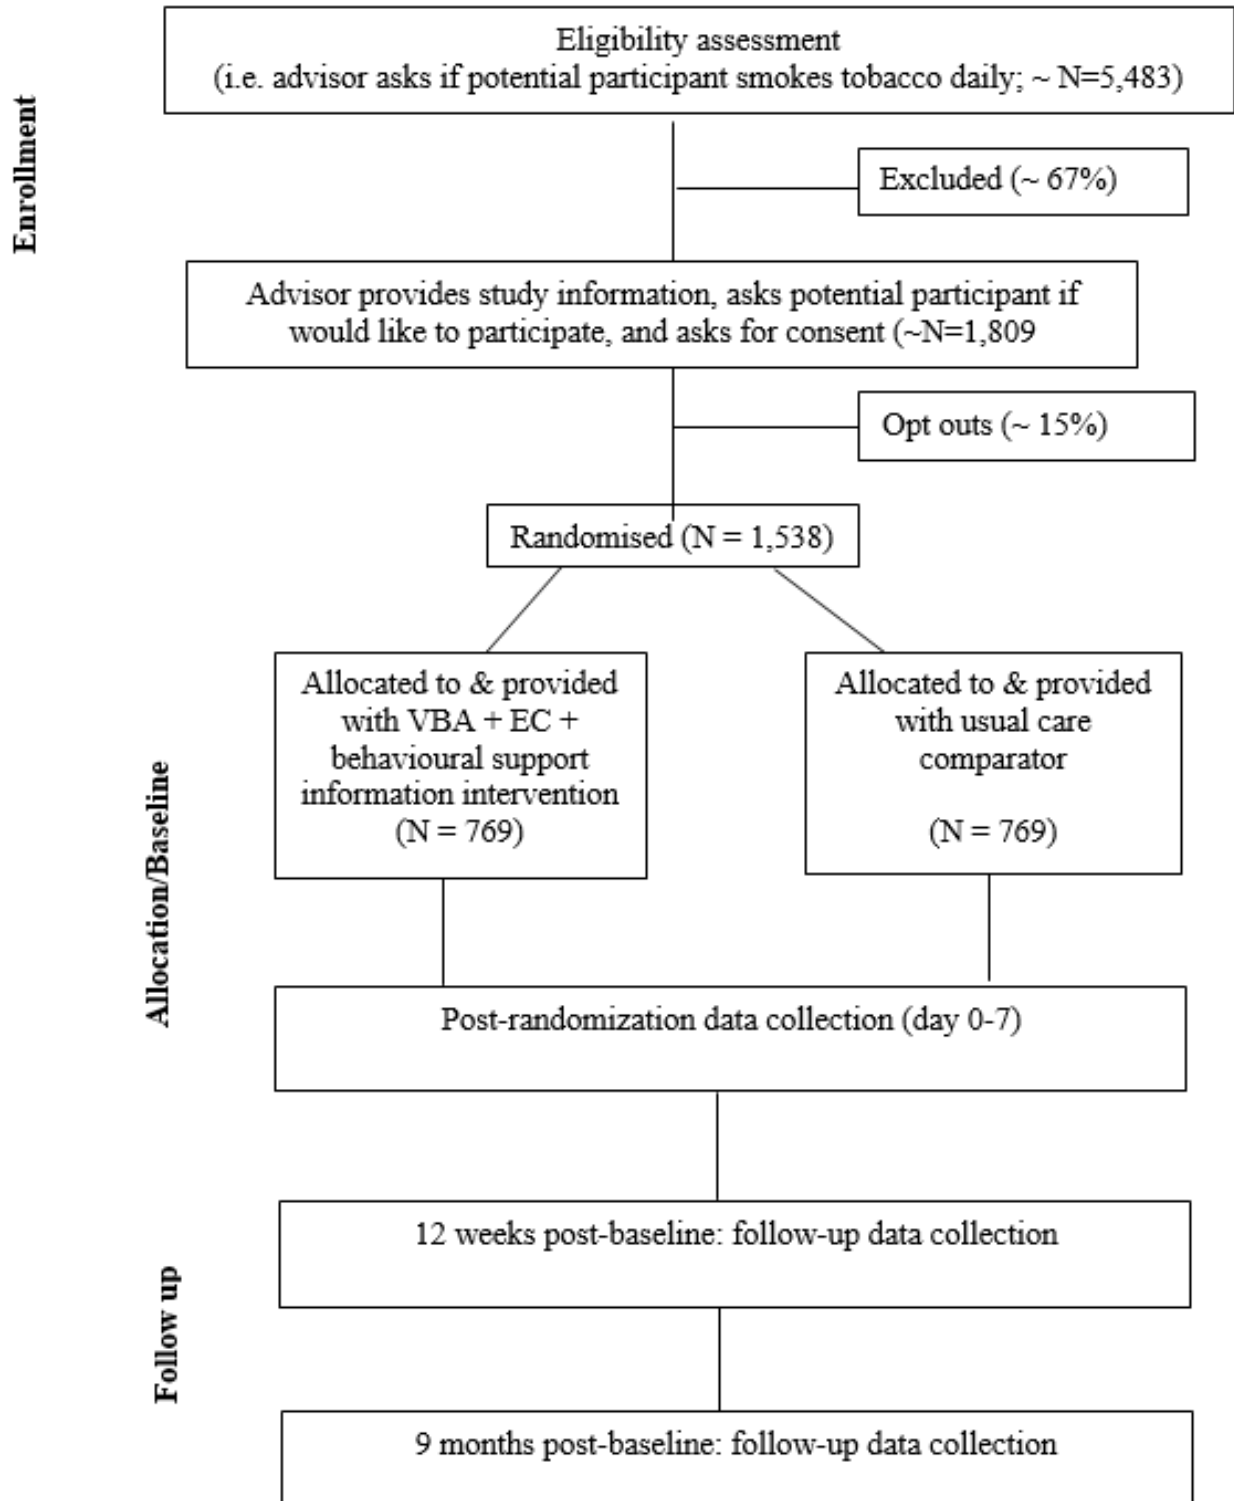 Enrollment
Eligibility assessment
(i.e. advisor asks if potential participant smokes tobacco daily; ~ N=5,483)
Excluded (~ 67%)
Advisor provides study information, asks potential participant if
would like to participate, and asks for consent (~N=1,809
Opt outs (~ 15%)
Randomised (N = 1,538)
Allocation/Baseline
Allocated to & provided
with VBA + EC +
behavioural support
information intervention
(N = 769)
Allocated to & provided
with usual care
comparator
(N = 769)
Post-randomization data collection (day 0-7)
Follow up
12 weeks post-baseline: follow-up data collection
9 months post-baseline: follow-up data collection